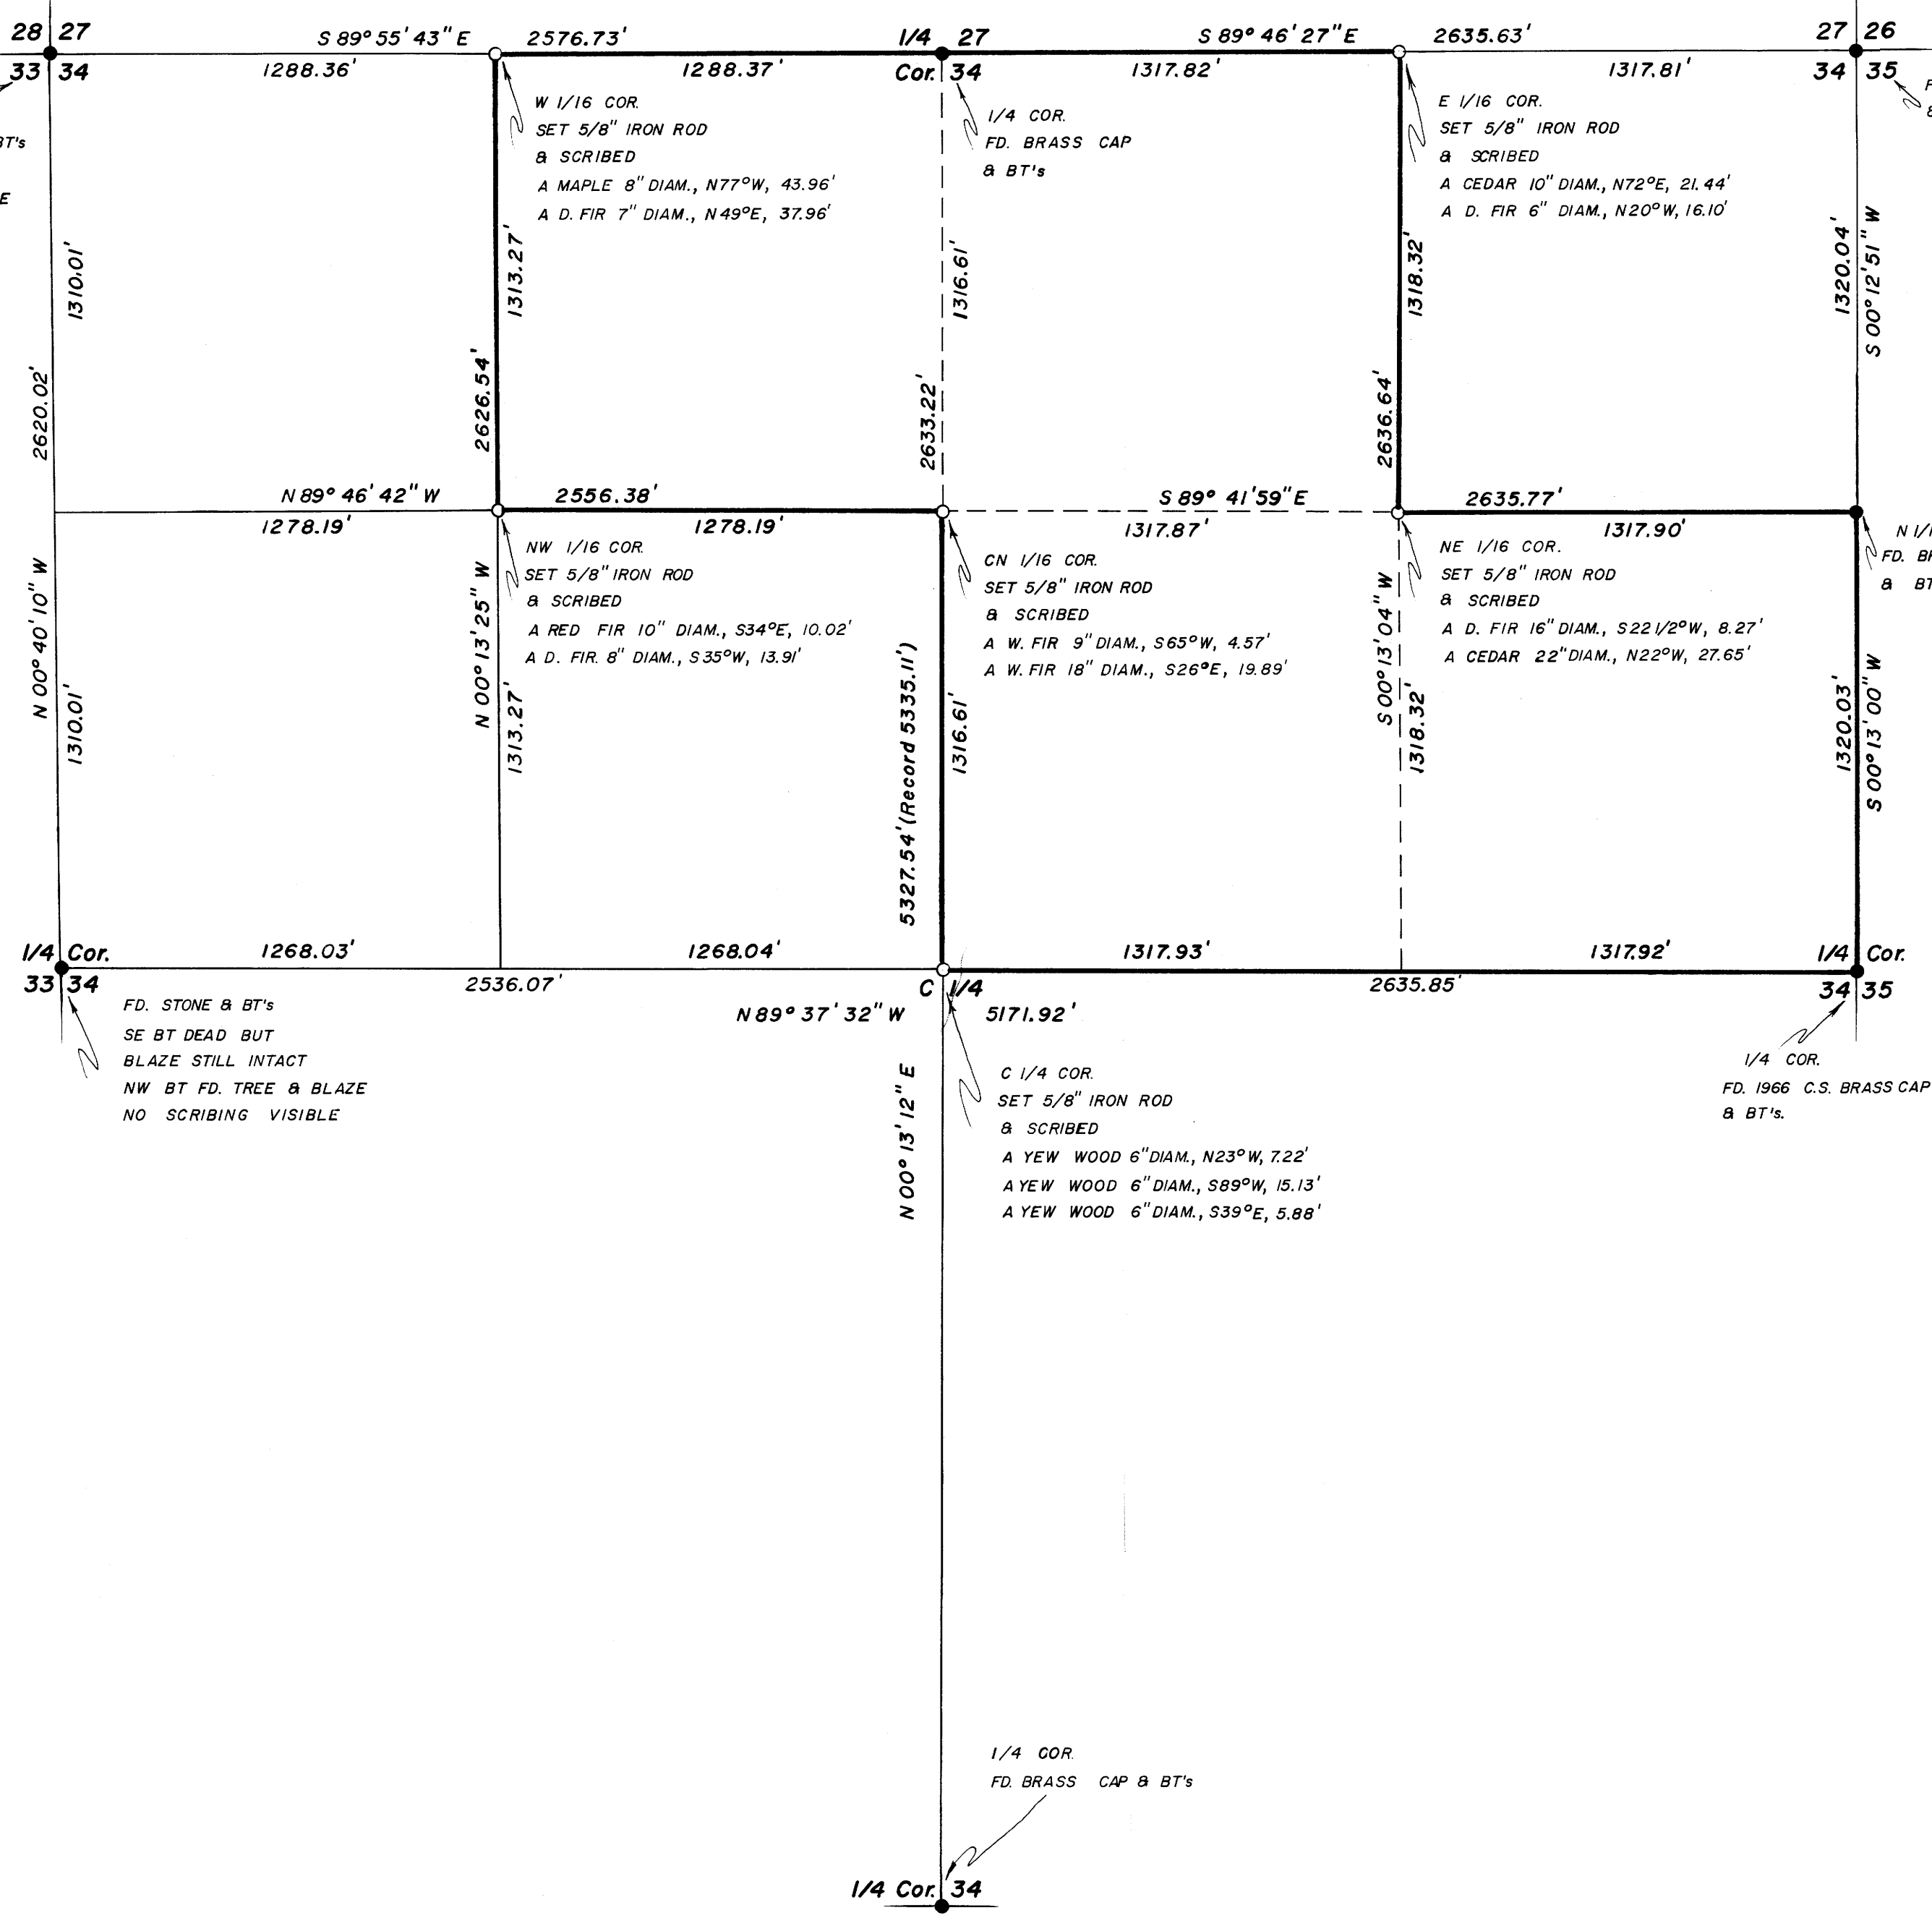 28 27
S 89° 55' 43" E 2576.73'
1/4 27
S 89° 46' 27" E 2635.63'
27 26
33 34
1288.36'
1288.37'
Cor. 34
1317.82'
1317.81'
34 35
BT's
E
W 1/16 COR.
SET 5/8" IRON ROD
& SCRIBED
A MAPLE 8" DIAM., N77°W, 43.96'
A D. FIR 7" DIAM., N49°E, 37.96'
1/4 COR.
FD. BRASS CAP
& BT's
E 1/16 COR.
SET 5/8" IRON ROD
& SCRIBED
A CEDAR 10" DIAM., N72°E, 21.44'
A D. FIR 6" DIAM., N20°W, 16.10'
1310.01'
2620.02'
1313.27'
2626.54'
1316.61'
2633.22'
1318.32'
2636.64'
1320.04'
S 00° 12' 51" W
N 89° 46' 42" W 2556.38'
S 89° 41' 59" E 2635.77'
1278.19'
1278.19'
1317.87'
1317.90'
NW 1/16 COR.
SET 5/8" IRON ROD
& SCRIBED
A RED FIR 10" DIAM., S34°E, 10.02'
A D. FIR. 8" DIAM., S35°W, 13.91'
CN 1/16 COR.
SET 5/8" IRON ROD
& SCRIBED
A W. FIR 9" DIAM., S65°W, 4.57'
A W. FIR 18" DIAM., S26°E, 19.89'
NE 1/16 COR.
SET 5/8" IRON ROD
& SCRIBED
A D. FIR 16" DIAM., S22 1/2°W, 8.27'
A CEDAR 22" DIAM., N22°W, 27.65'
FD.
&
N 00° 40' 10" W
1310.01'
N 00° 13' 25" W
1313.27'
5327.54' (Record 5335.11')
1316.61'
S 00° 13' 04" W
1318.32'
1320.03'
S 00° 13' 00" W
1/4 Cor.
1268.03'
1268.04'
1317.93'
1317.92'
1/4 Cor.
33 34
2536.07'
C 1/4
2635.85'
34 35
N 89° 37' 32" W 5171.92'
FD. STONE & BT's
SE BT DEAD BUT
BLAZE STILL INTACT
NW BT FD. TREE & BLAZE
NO SCRIBING VISIBLE
N 00° 13' 12" E
C 1/4 COR.
SET 5/8" IRON ROD
& SCRIBED
A YEW WOOD 6" DIAM., N23°W, 7.22'
A YEW WOOD 6" DIAM., S89°W, 15.13'
A YEW WOOD 6" DIAM., S39°E, 5.88'
1/4 COR.
FD. 1966 C.S. BRASS CAP
& BT's.
1/4 COR.
FD. BRASS CAP & BT's
1/4 Cor. 34